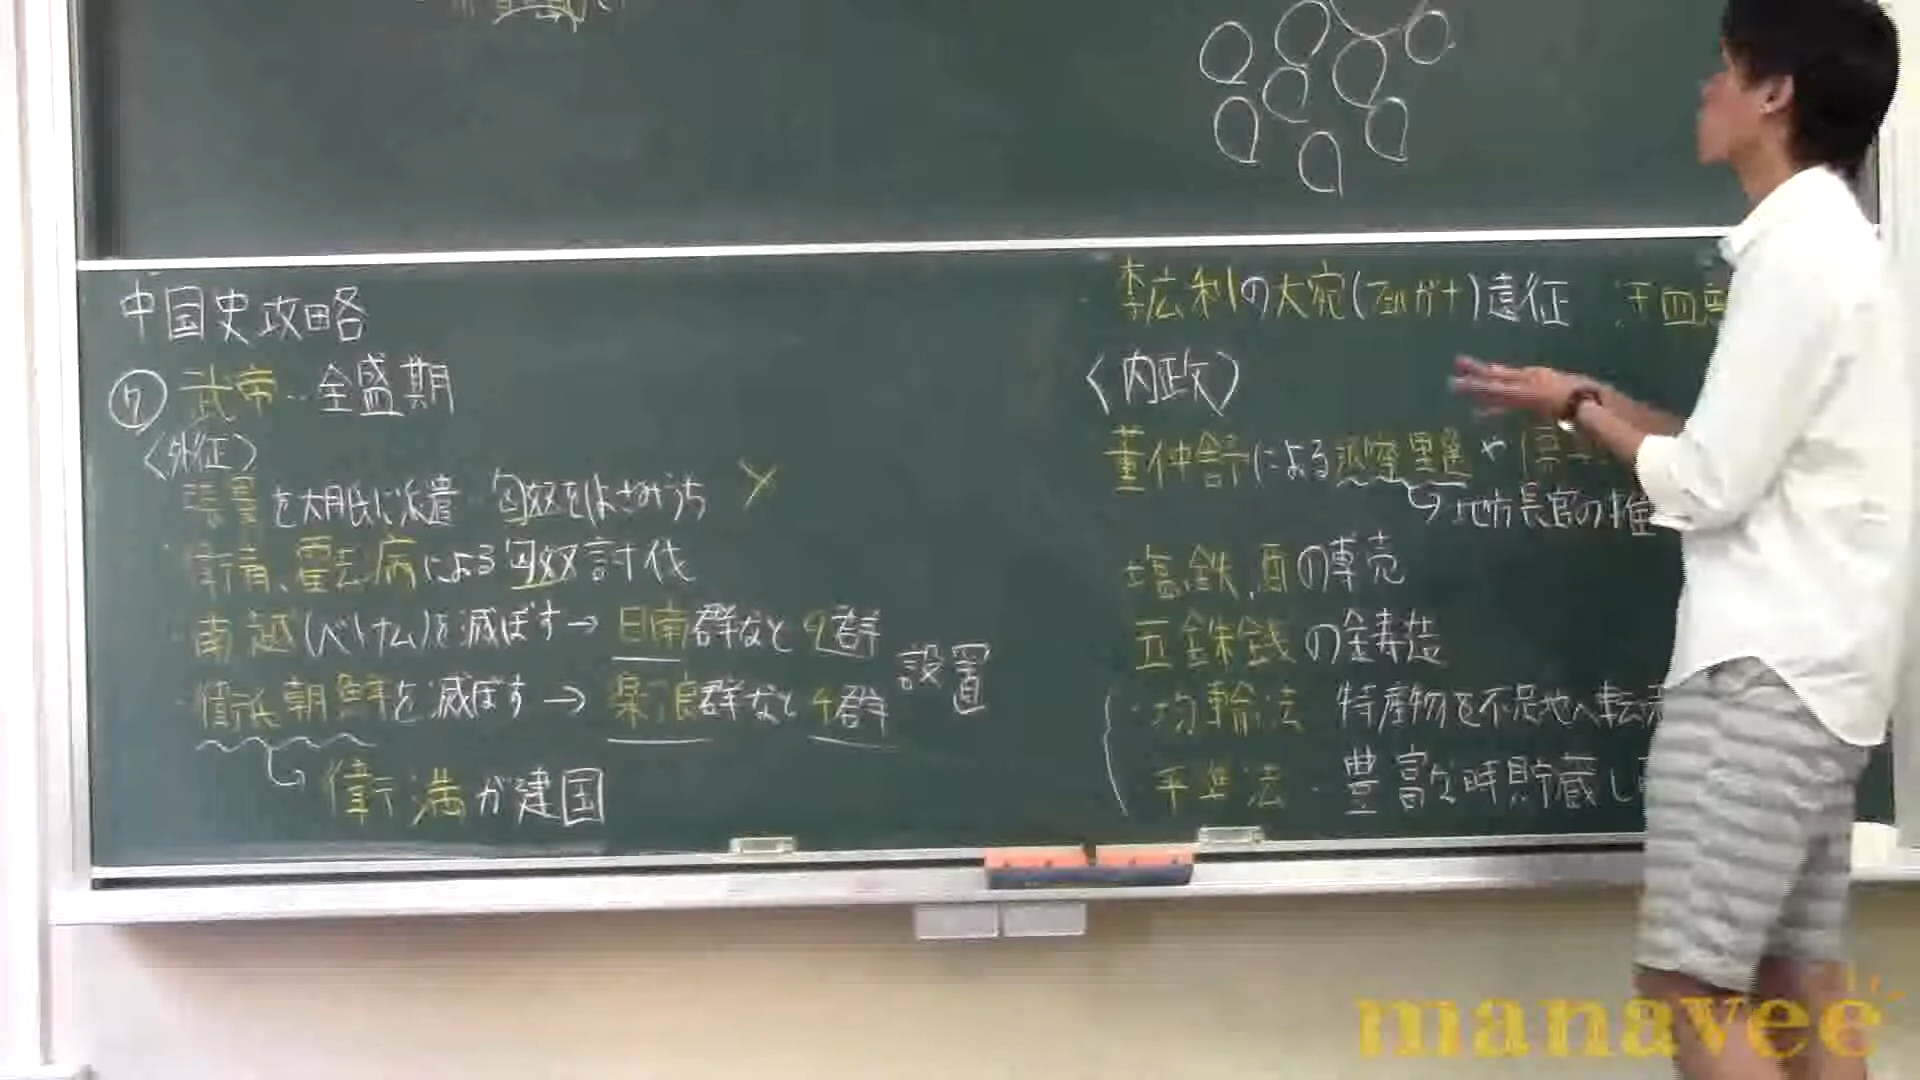 中国史攻略
⑦ 武帝‥全盛期
〈外征〉
張騫を大月氏に派遣 匈奴をはさみうち
・衛青、霍去病による匈奴討伐
・南越(ベトナム)を滅ぼす→日南群など9群
・衛氏朝鮮を滅ぼす→楽浪群など4群
設置
衛満が建国
・李広利の大宛(フェルガナ)遠征 汗血
〈内政〉
董仲舒による郷挙里選や
地方長官の推
塩、鉄、酒の専売
五銖銭の鋳造
・均輸法 特産物を不足地へ転売
・平準法・豊富な時貯蔵し
manavee